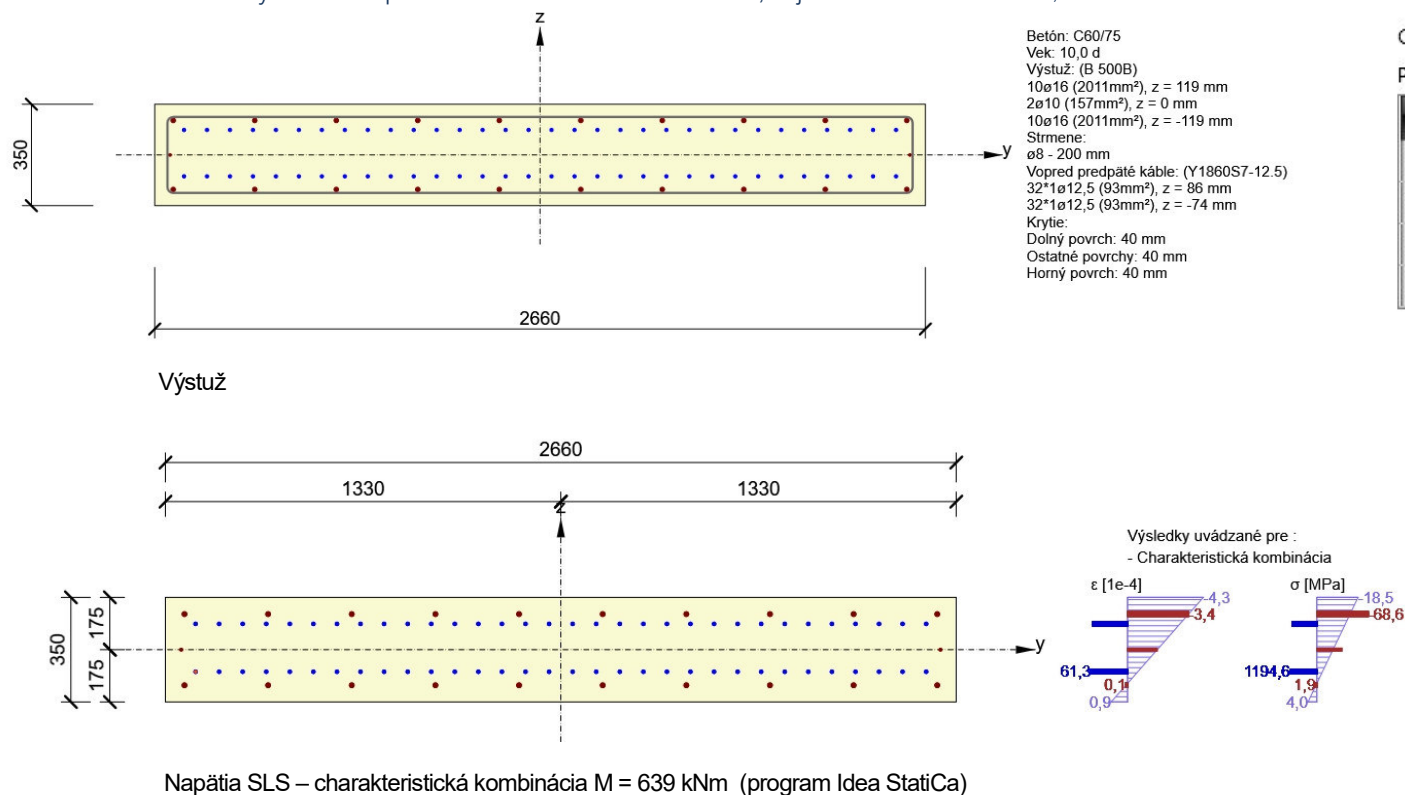 z
y
350
2660
Betón: C60/75
Vek: 10,0 d
Výstuž: (B 500B)
10ø16 (2011mm²), z = 119 mm
2ø10 (157mm²), z = 0 mm
10ø16 (2011mm²), z = -119 mm
Strmene:
ø8 - 200 mm
Vopred predpäté káble: (Y1860S7-12.5)
32*1ø12,5 (93mm²), z = 86 mm
32*1ø12,5 (93mm²), z = -74 mm
Krytie:
Dolný povrch: 40 mm
Ostatné povrchy: 40 mm
Horný povrch: 40 mm
Výstuž
2660
1330
1330
z
y
350
175
175
Výsledky uvádzané pre :
- Charakteristická kombinácia
ε [1e-4]
σ [MPa]
-4,3
-3,4
61,3
0,1
0,9
-18,5
-68,6
1194,6
1,9
4,0
Napätia SLS – charakteristická kombinácia M = 639 kNm (program Idea StatiCa)